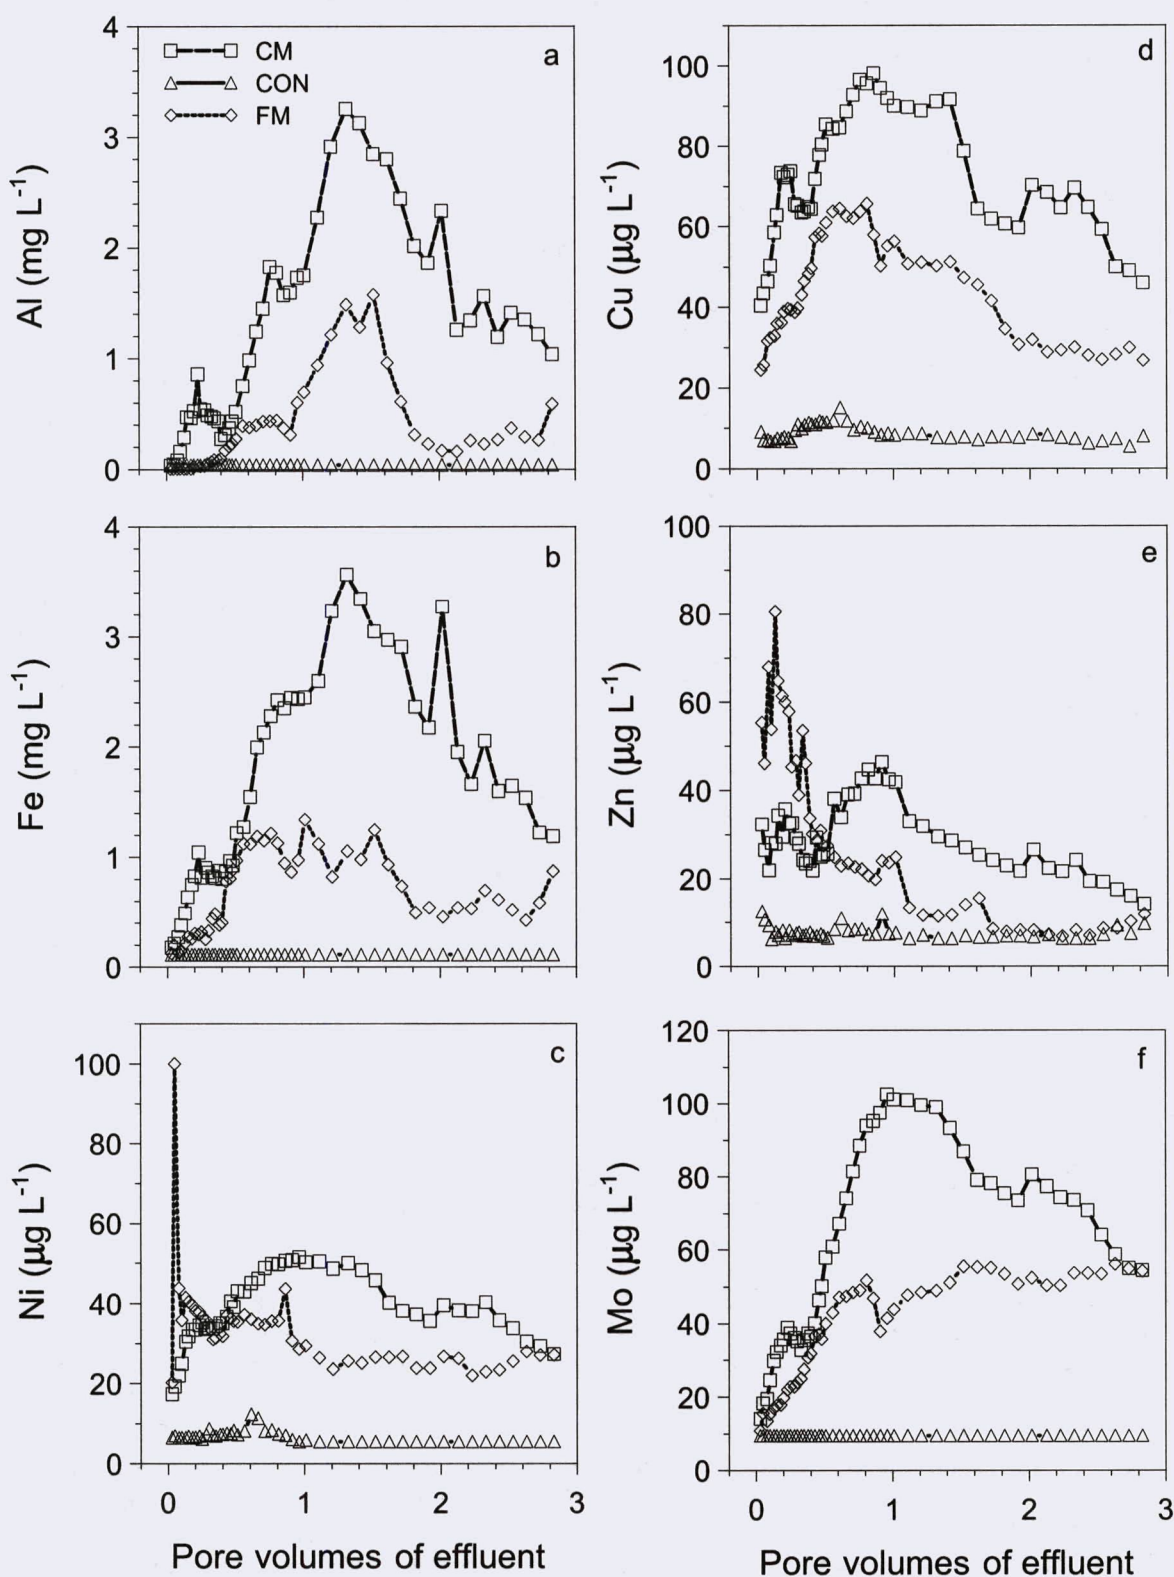 4
3
2
1
0
Al (mg L⁻¹)
CM
CON
FM
a
100
80
60
40
20
0
Cu (µg L⁻¹)
d
4
3
2
1
0
Fe (mg L⁻¹)
b
100
80
60
40
20
0
Zn (µg L⁻¹)
e
100
80
60
40
20
0
Ni (µg L⁻¹)
c
0 1 2 3
Pore volumes of effluent
120
100
80
60
40
20
0
Mo (µg L⁻¹)
f
0 1 2 3
Pore volumes of effluent